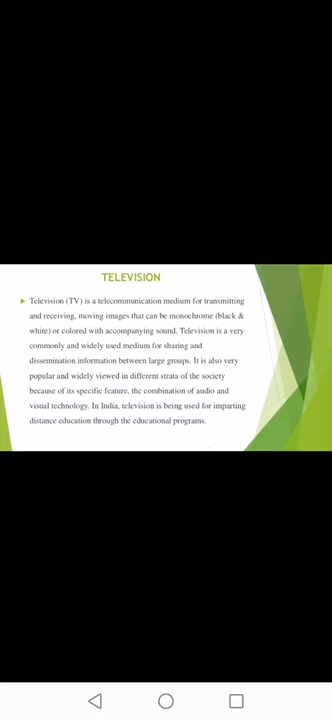 TELEVISION
Television (TV) is a telecommunication medium for transmitting
and receiving, moving images that can be monochrome (black &
white) or colored with accompanying sound. Television is a very
commonly and widely used medium for sharing and
dissemination information between large groups. It is also very
popular and widely viewed in different strata of the society
because of its specific feature, the combination of audio and
visual technology. In India, television is being used for imparting
distance education through the educational programs.